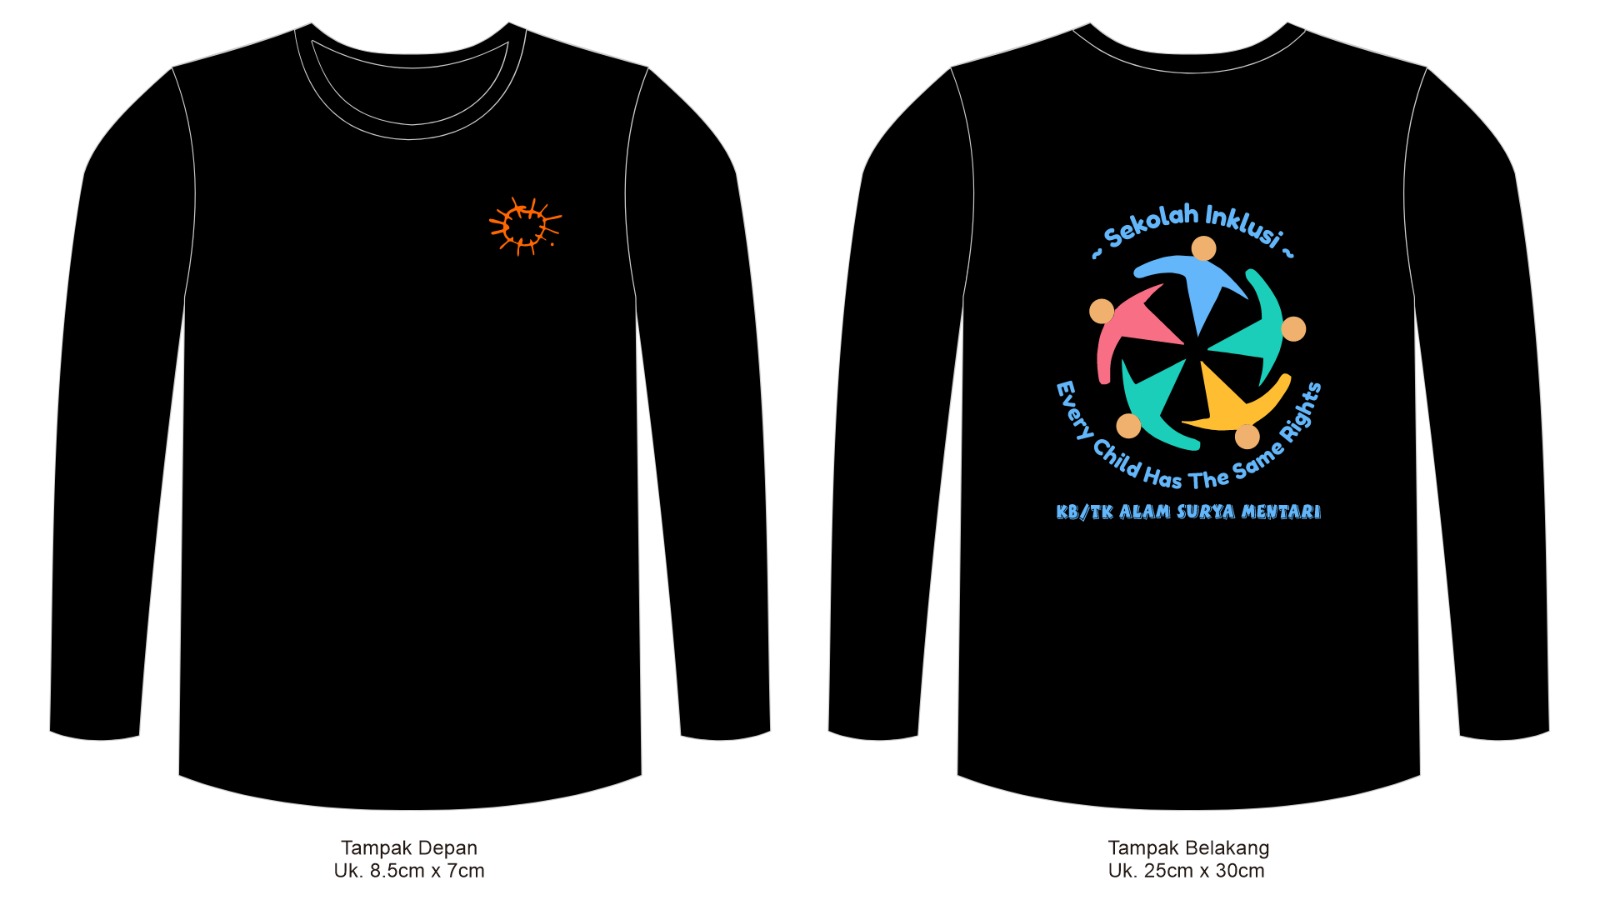 ~ Sekolah Inklusi ~
Every Child Has The Same Rights
KB/TK ALAM SURYA MENTARI
Tampak Depan
Uk. 8.5cm x 7cm
Tampak Belakang
Uk. 25cm x 30cm